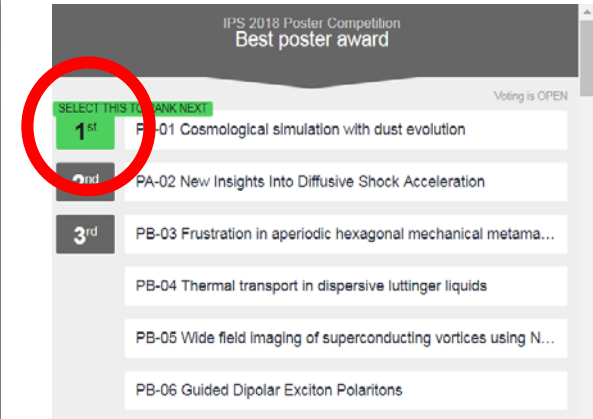 IPS 2018 Poster Competition
Best poster award
Voting is OPEN
SELECT THIS TO RANK NEXT
1st
Cosmological simulation with dust evolution
2nd
PA-02 New Insights Into Diffusive Shock Acceleration
3rd
PB-03 Frustration in aperiodic hexagonal mechanical metama...
PB-04 Thermal transport in dispersive luttinger liquids
PB-05 Wide field imaging of superconducting vortices using N...
PB-06 Guided Dipolar Exciton Polaritons